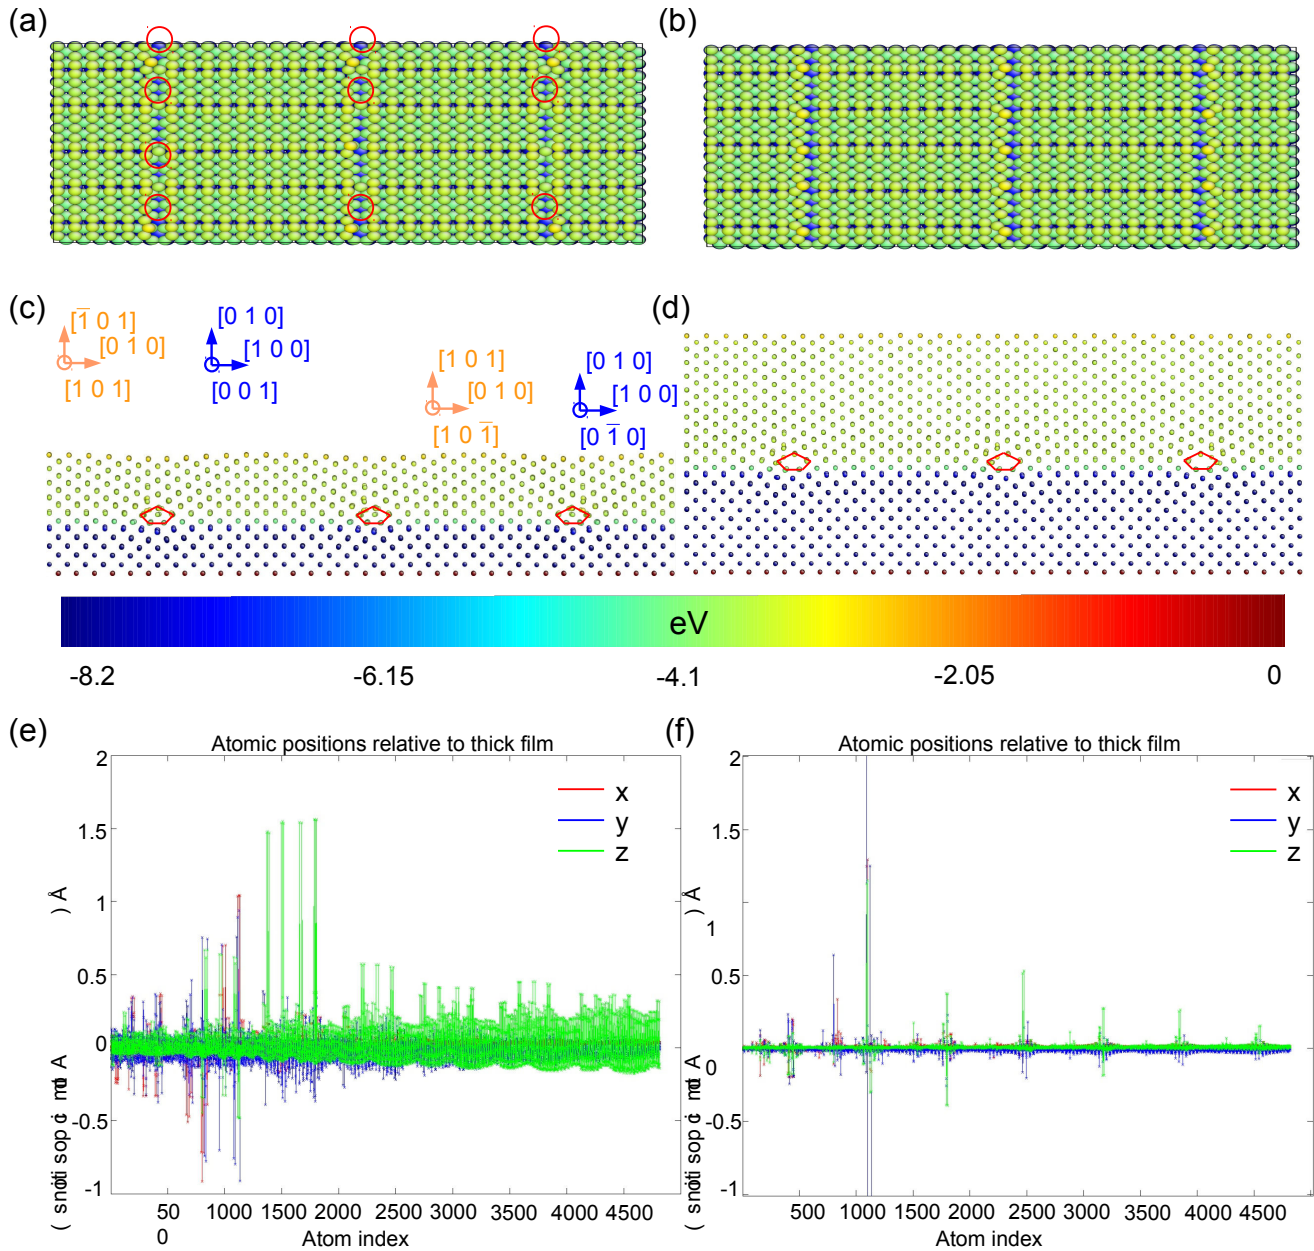 (a)
(b)
(c)
(d)
[1̅ 0 1]
[0 1 0]
[1 0 1]
[0 1 0]
[1 0 0]
[0 0 1]
[1 0 1]
[0 1 0]
[1 0 1̅]
[0 1 0]
[1 0 0]
[0 1̅ 0]
eV
-8.2 -6.15 -4.1 -2.05 0
(e)
Atomic positions relative to thick film
2
1.5
1
0.5
0
-0.5
-1
x
y
z
50
0
1000 1500 2000 2500 3000 3500 4000 4500
Atom index
(f)
Atomic positions relative to thick film
2
1.5
1
0.5
0
-0.5
-1
x
y
z
500 1000 1500 2000 2500 3000 3500 4000 4500
Atom index